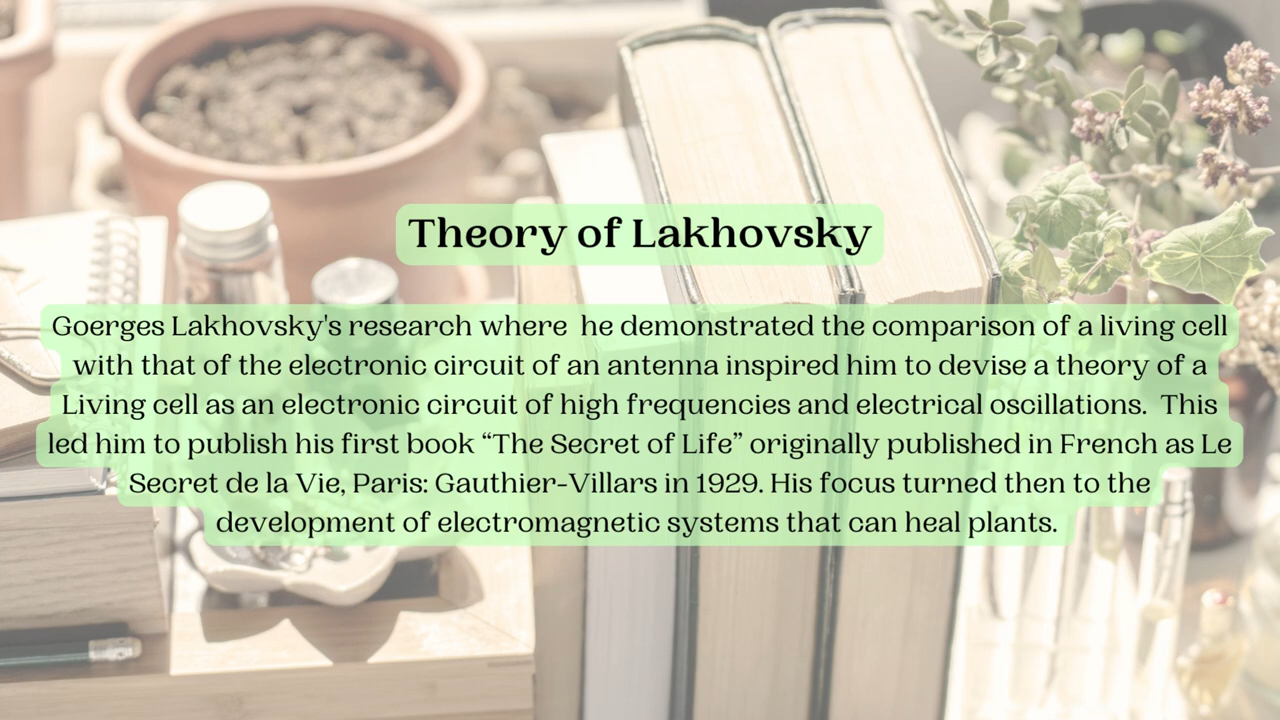 Theory of Lakhovsky
Goerges Lakhovsky's research where  he demonstrated the comparison of a living cell
with that of the electronic circuit of an antenna inspired him to devise a theory of a
Living cell as an electronic circuit of high frequencies and electrical oscillations.  This
led him to publish his first book “The Secret of Life” originally published in French as Le
Secret de la Vie, Paris: Gauthier-Villars in 1929. His focus turned then to the
development of electromagnetic systems that can heal plants.